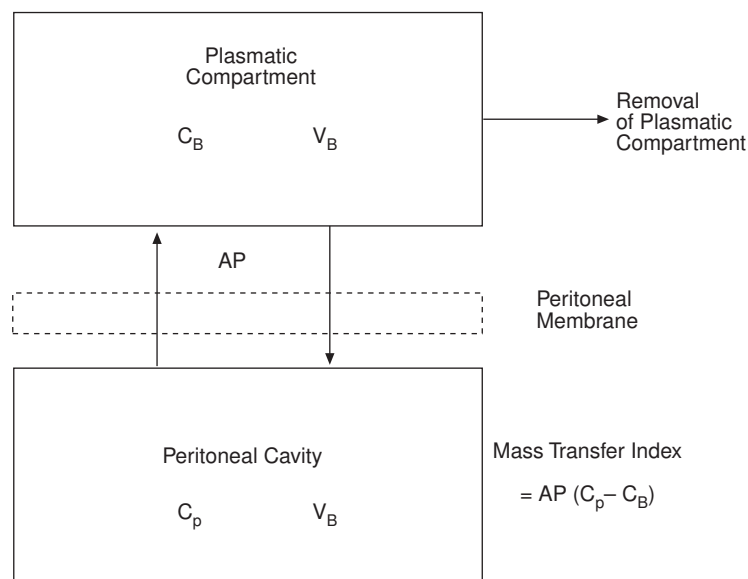 Plasmatic
Compartment
C_B V_B
Removal
of Plasmatic
Compartment
AP
Peritoneal
Membrane
Peritoneal Cavity
C_p V_B
Mass Transfer Index
= AP (C_p – C_B)